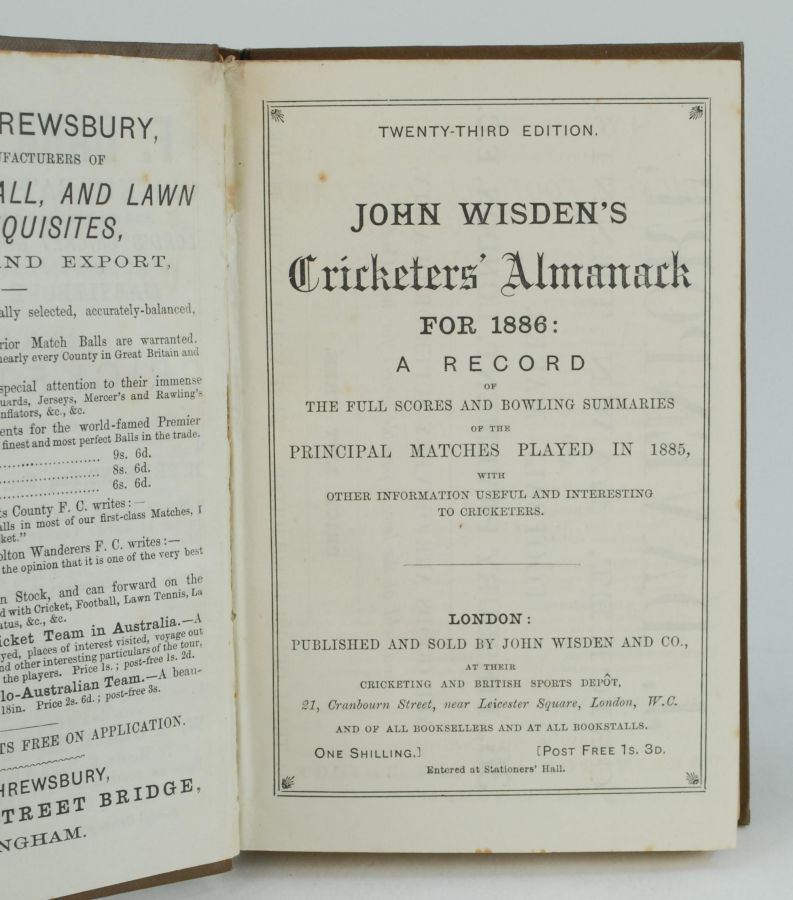 REWSBURY,
FACTURERS OF
ALL, AND LAWN
QUISITES,
AND EXPORT,
ally selected, accurately-balanced,
rior Match Balls are warranted.
nearly every County in Great Britain and
special attention to their immense
uards, Jerseys, Mercer's and Rawling's
nflators, &c., &c.
ents for the world-famed Premier
finest and most perfect Balls in the trade.
9s. 6d.
8s. 6d.
6s. 6d.
ts County F. C. writes:—
alls in most of our first-class Matches, I
ket."
olton Wanderers F. C. writes:—
the opinion that it is one of the very best
n Stock, and can forward on the
d with Cricket, Football, Lawn Tennis, La
atus, &c., &c.
icket Team in Australia.—A
yed, places of interest visited, voyage out
nd other interesting particulars of the tour,
the players. Price 1s.; post-free 1s. 2d.
lo-Australian Team.—A beau-
18in. Price 2s. 6d.; post-free 3s.
TS FREE ON APPLICATION.
HREWSBURY,
TREET BRIDGE,
NGHAM.
TWENTY-THIRD EDITION.
JOHN WISDEN'S
Cricketers' Almanack
FOR 1886:
A RECORD
OF
THE FULL SCORES AND BOWLING SUMMARIES
OF THE
PRINCIPAL MATCHES PLAYED IN 1885,
WITH
OTHER INFORMATION USEFUL AND INTERESTING
TO CRICKETERS.
LONDON:
PUBLISHED AND SOLD BY JOHN WISDEN AND CO.,
AT THEIR
CRICKETING AND BRITISH SPORTS DEPÔT,
21, Cranbourn Street, near Leicester Square, London, W.C.
AND OF ALL BOOKSELLERS AND AT ALL BOOKSTALLS.
ONE SHILLING.] [POST FREE 1S. 3D.
Entered at Stationers' Hall.